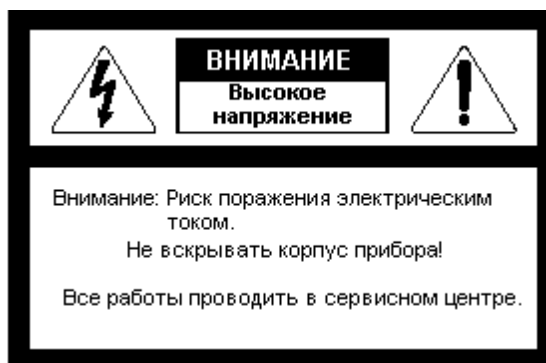 ВНИМАНИЕ
Высокое
напряжение
Внимание: Риск поражения электрическим
током.
Не вскрывать корпус прибора!
Все работы проводить в сервисном центре.